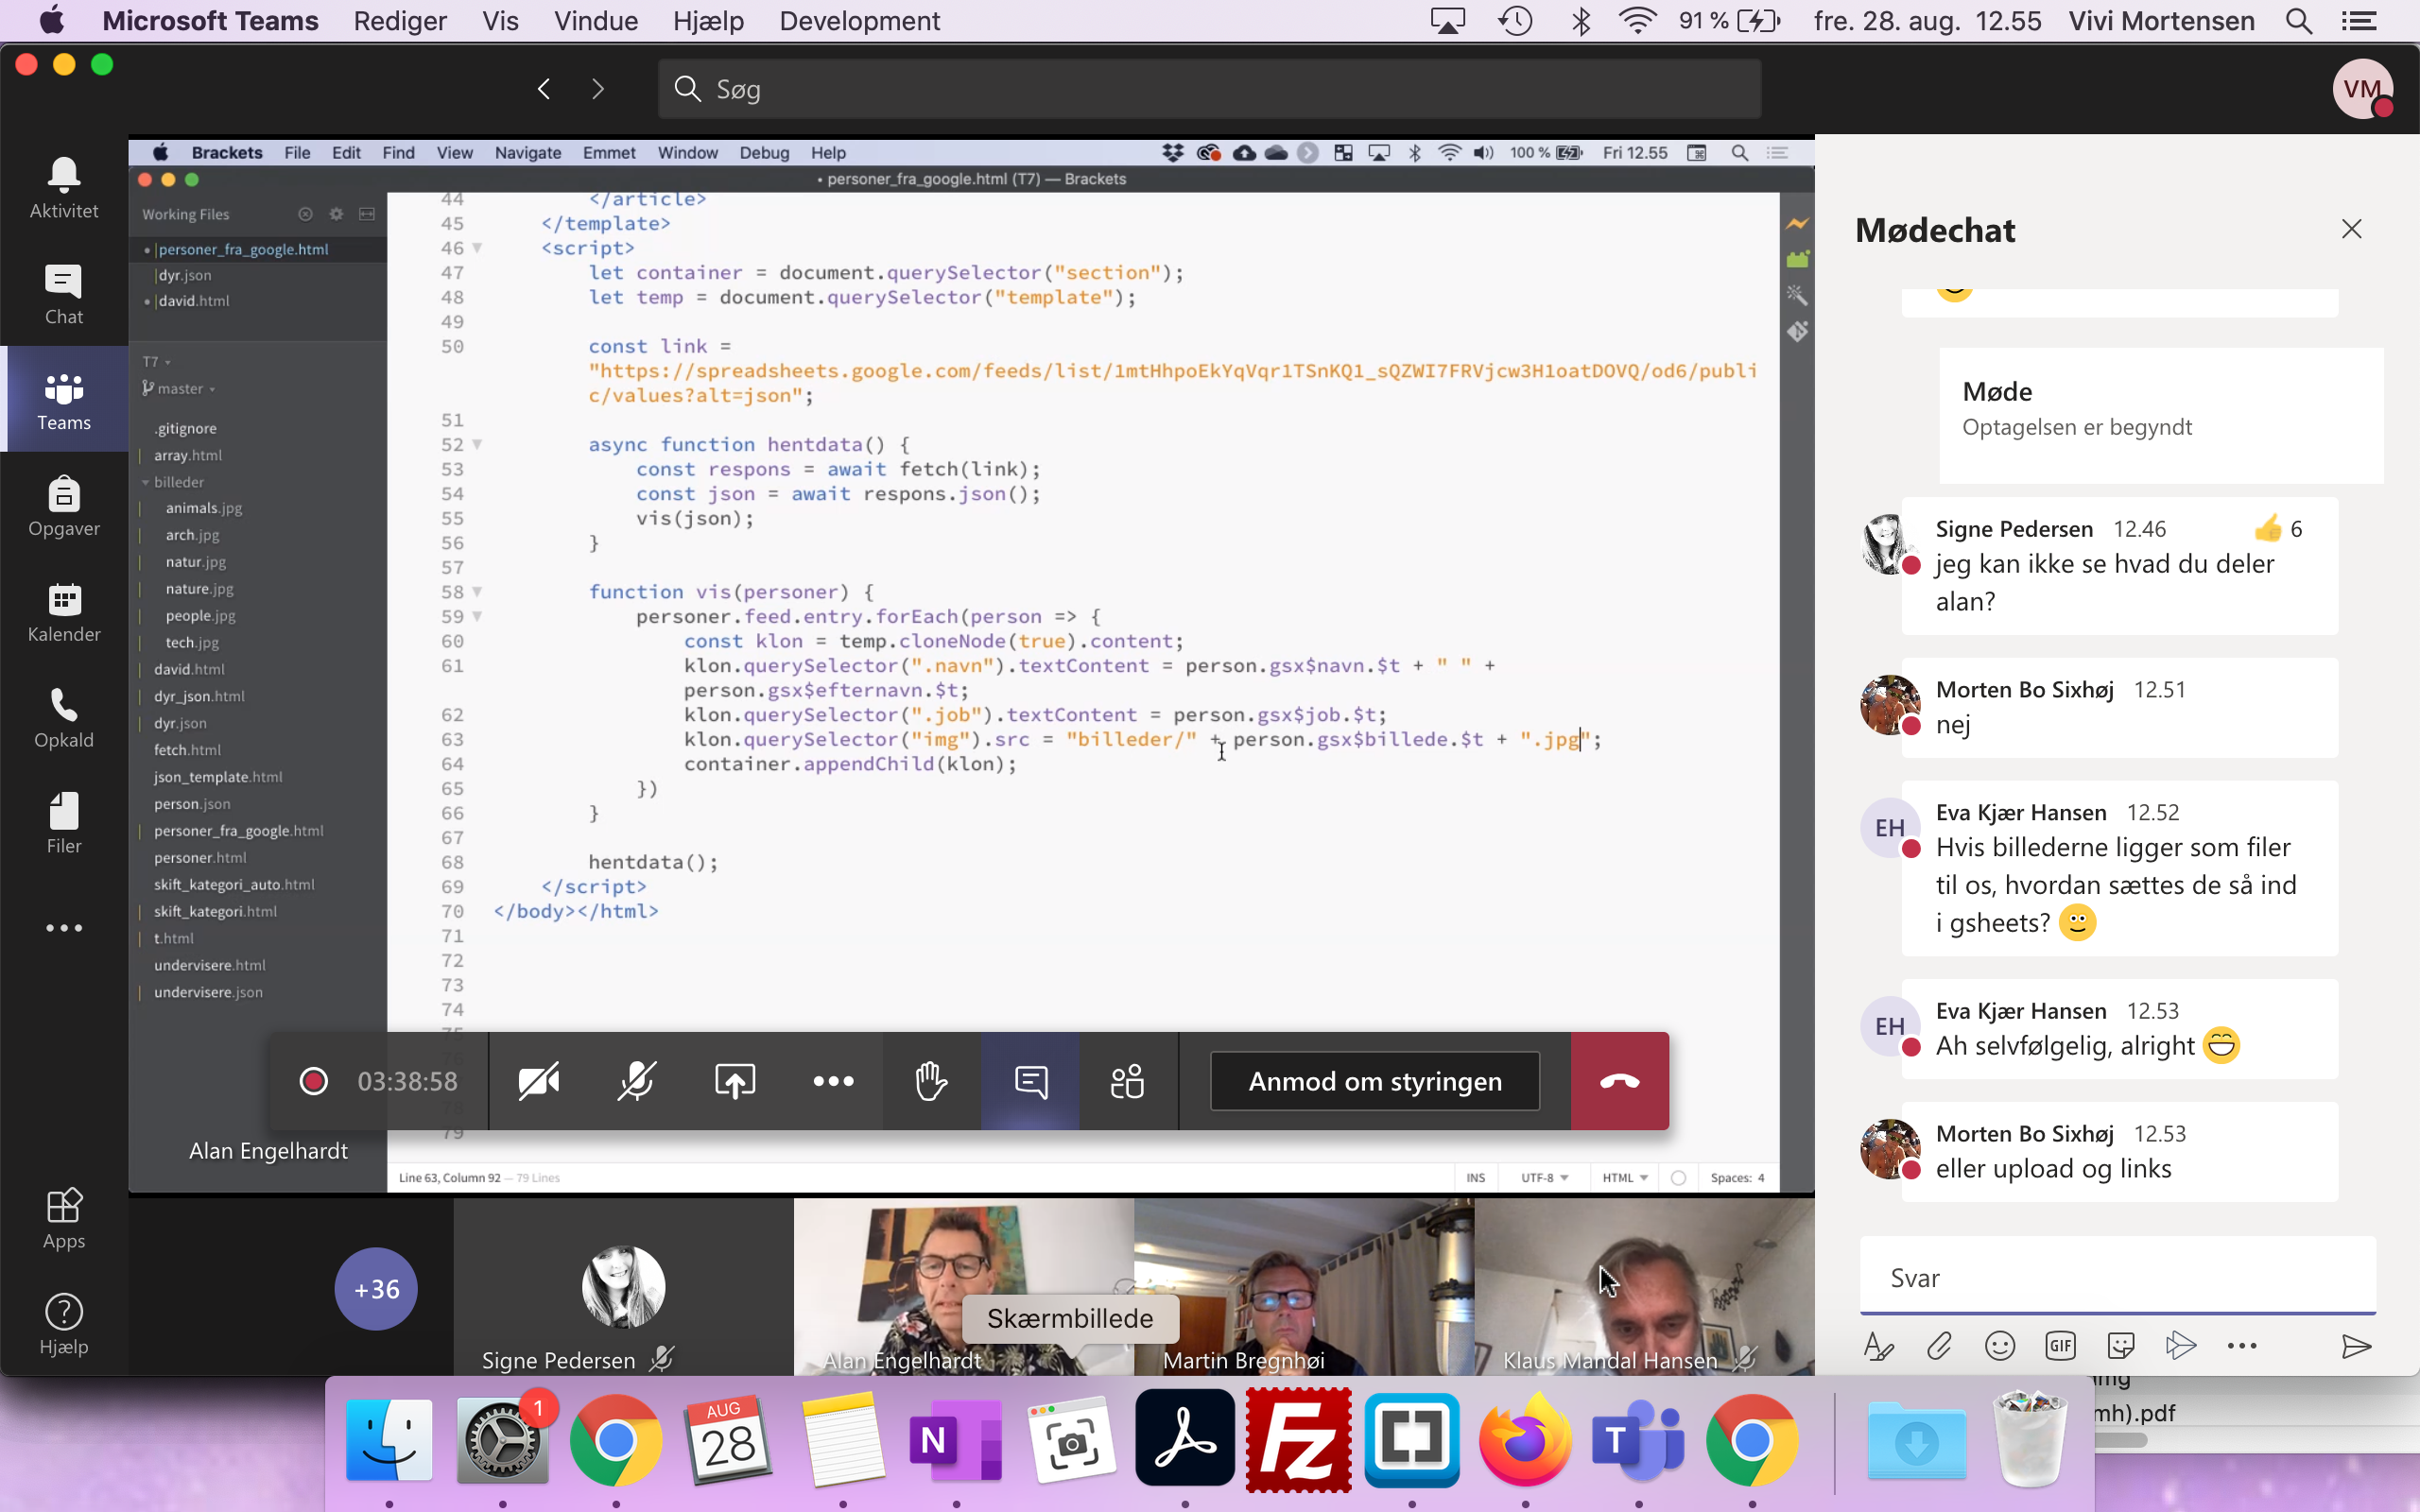 Microsoft Teams Rediger Vis Vindue Hjælp Development 91 % fre. 28. aug. 12.55 Vivi Mortensen
Søg
VM
Aktivitet
Chat
Teams
Opgaver
Kalender
Opkald
Filer
Apps
Hjælp
Brackets File Edit Find View Navigate Emmet Window Debug Help 100 % Fri 12.55
• personer_fra_google.html (T7) — Brackets
Working Files
personer_fra_google.html
dyr.json
david.html
T7
master
.gitignore
array.html
billeder
animals.jpg
arch.jpg
natur.jpg
nature.jpg
people.jpg
tech.jpg
david.html
dyr_json.html
dyr.json
fetch.html
json_template.html
person.json
personer_fra_google.html
personer.html
skift_kategori_auto.html
skift_kategori.html
t.html
undervisere.html
undervisere.json
44 </article>
45 </template>
46 <script>
47 let container = document.querySelector("section");
48 let temp = document.querySelector("template");
49
50 const link =
"https://spreadsheets.google.com/feeds/list/1mtHhpoEkYqVqr1TSnKQ1_sQZWI7FRVjcw3H1oatDOVQ/od6/publi
c/values?alt=json";
51
52 async function hentdata() {
53 const respons = await fetch(link);
54 const json = await respons.json();
55 vis(json);
56 }
57
58 function vis(personer) {
59 personer.feed.entry.forEach(person => {
60 const klon = temp.cloneNode(true).content;
61 klon.querySelector(".navn").textContent = person.gsx$navn.$t + " " +
person.gsx$efternavn.$t;
62 klon.querySelector(".job").textContent = person.gsx$job.$t;
63 klon.querySelector("img").src = "billeder/" + person.gsx$billede.$t + ".jpg";
64 container.appendChild(klon);
65 })
66 }
67
68 hentdata();
69 </script>
70 </body></html>
71
72
73
74
79
03:38:58
Anmod om styringen
Alan Engelhardt
Line 63, Column 92 — 79 Lines
INS UTF-8 HTML Spaces: 4
+36
Signe Pedersen
Alan Engelhardt
Skærmbillede
Martin Bregnhøi
Klaus Mandal Hansen
Mødechat
Møde
Optagelsen er begyndt
Signe Pedersen 12.46 6
jeg kan ikke se hvad du deler
alan?
Morten Bo Sixhøj 12.51
nej
EH
Eva Kjær Hansen 12.52
Hvis billederne ligger som filer
til os, hvordan sættes de så ind
i gsheets?
EH
Eva Kjær Hansen 12.53
Ah selvfølgelig, alright
Morten Bo Sixhøj 12.53
eller upload og links
Svar
GIF
mh).pdf
1
AUG
28
N
Fz
T